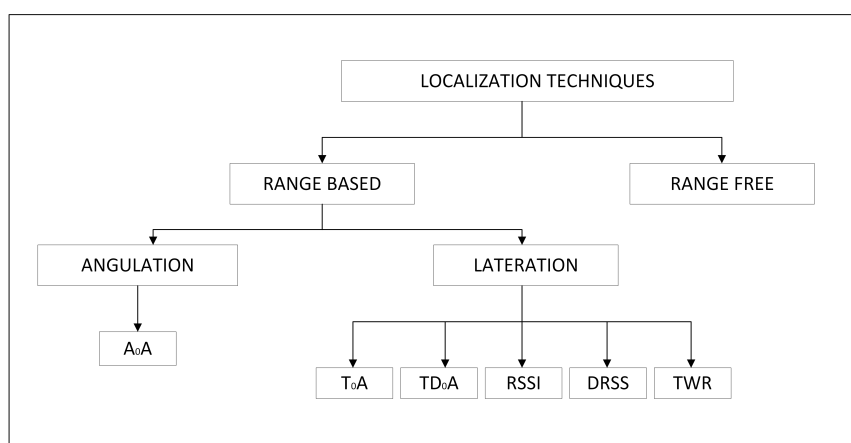 LOCALIZATION TECHNIQUES
RANGE BASED
RANGE FREE
ANGULATION
LATERATION
A₀A
T₀A
TD₀A
RSSI
DRSS
TWR